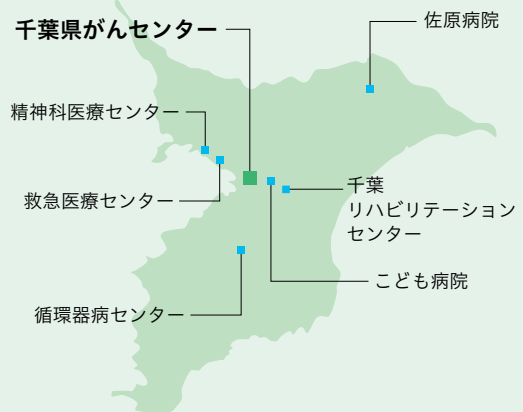 佐原病院
千葉県がんセンター
精神科医療センター
救急医療センター
千葉
リハビリテーション
センター
こども病院
循環器病センター